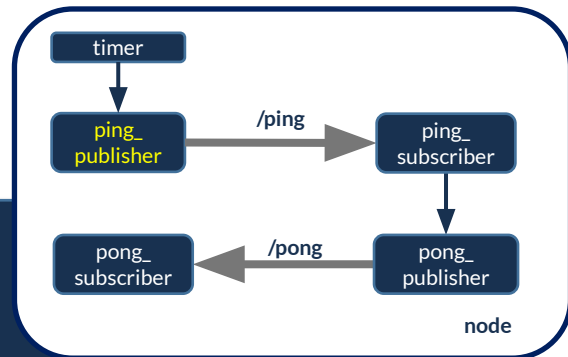 timer
ping_
publisher
/ping
ping_
subscriber
pong_
subscriber
/pong
pong_
publisher
node